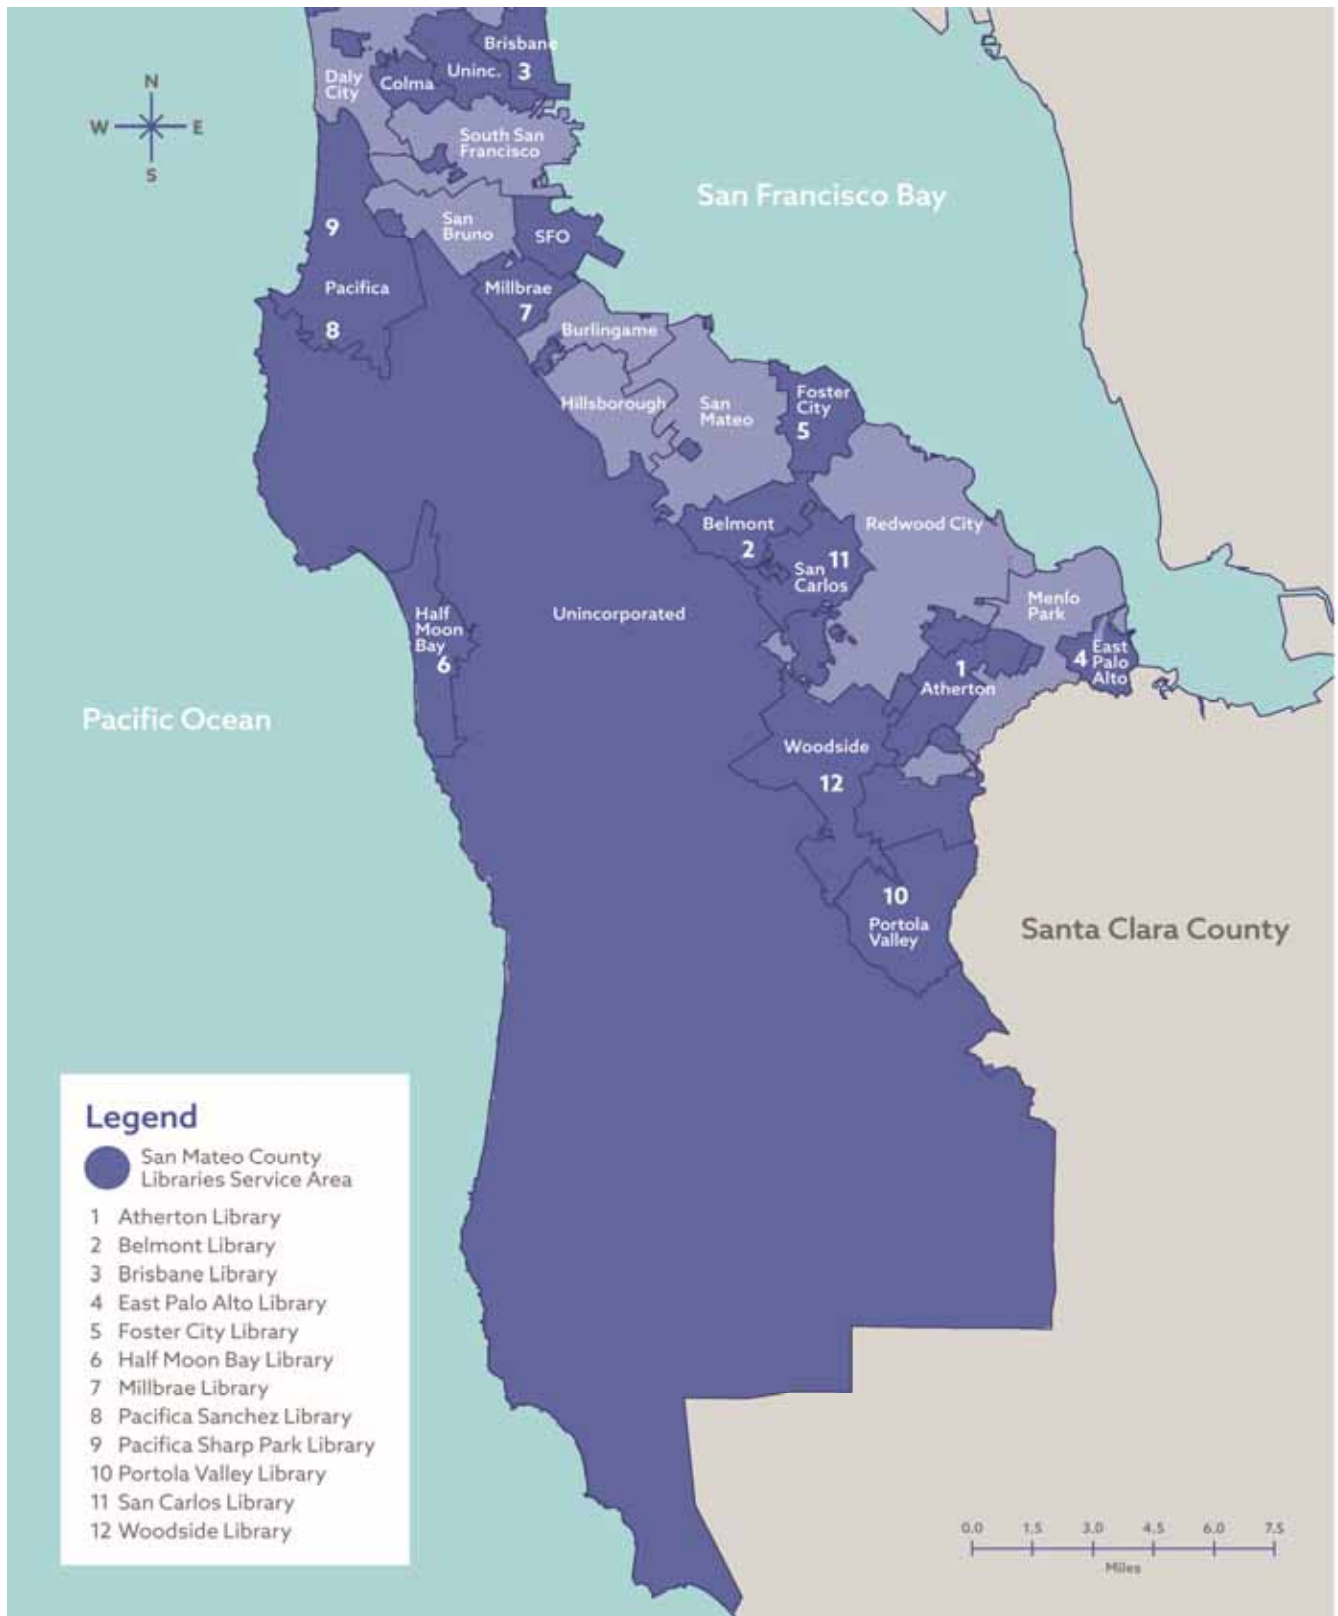 Brisbane
3
Uninc.
Daly
City
Colma
N
W
E
S
South San
Francisco
San Francisco Bay
9
San
Bruno
SFO
Pacifica
8
Millbrae
7
Burlingame
Hillsborough
San
Mateo
Foster
City
5
Belmont
2
Redwood City
11
San
Carlos
Half
Moon
Bay
6
Unincorporated
Menlo
Park
4
East
Palo
Alto
1
Atherton
Pacific Ocean
Woodside
12
10
Portola
Valley
Santa Clara County
Legend
San Mateo County
Libraries Service Area
1 Atherton Library
2 Belmont Library
3 Brisbane Library
4 East Palo Alto Library
5 Foster City Library
6 Half Moon Bay Library
7 Millbrae Library
8 Pacifica Sanchez Library
9 Pacifica Sharp Park Library
10 Portola Valley Library
11 San Carlos Library
12 Woodside Library
0.0 1.5 3.0 4.5 6.0 7.5
Miles